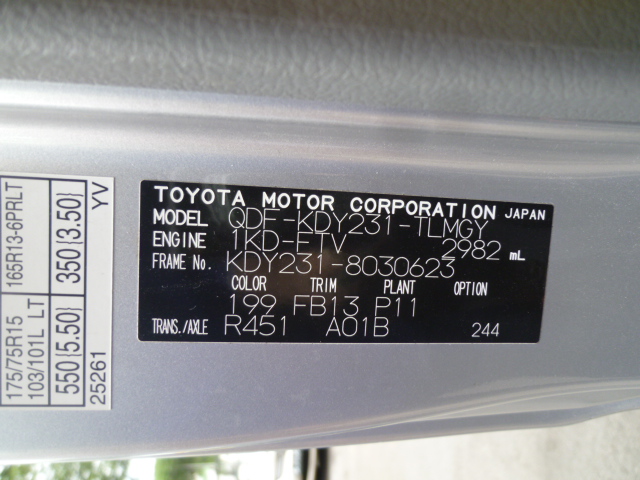 TOYOTA MOTOR CORPORATION JAPAN
MODEL QDF-KDY231-TLMGY
ENGINE 1KD-FTV 2982 mL
FRAME No. KDY231-8030623
COLOR TRIM PLANT OPTION
199 FB13 P11
TRANS./AXLE R451 A01B 244
175/75R15 165R13-6PRLT
103/101L LT
550{5.50} 350{3.50}
25261 YV